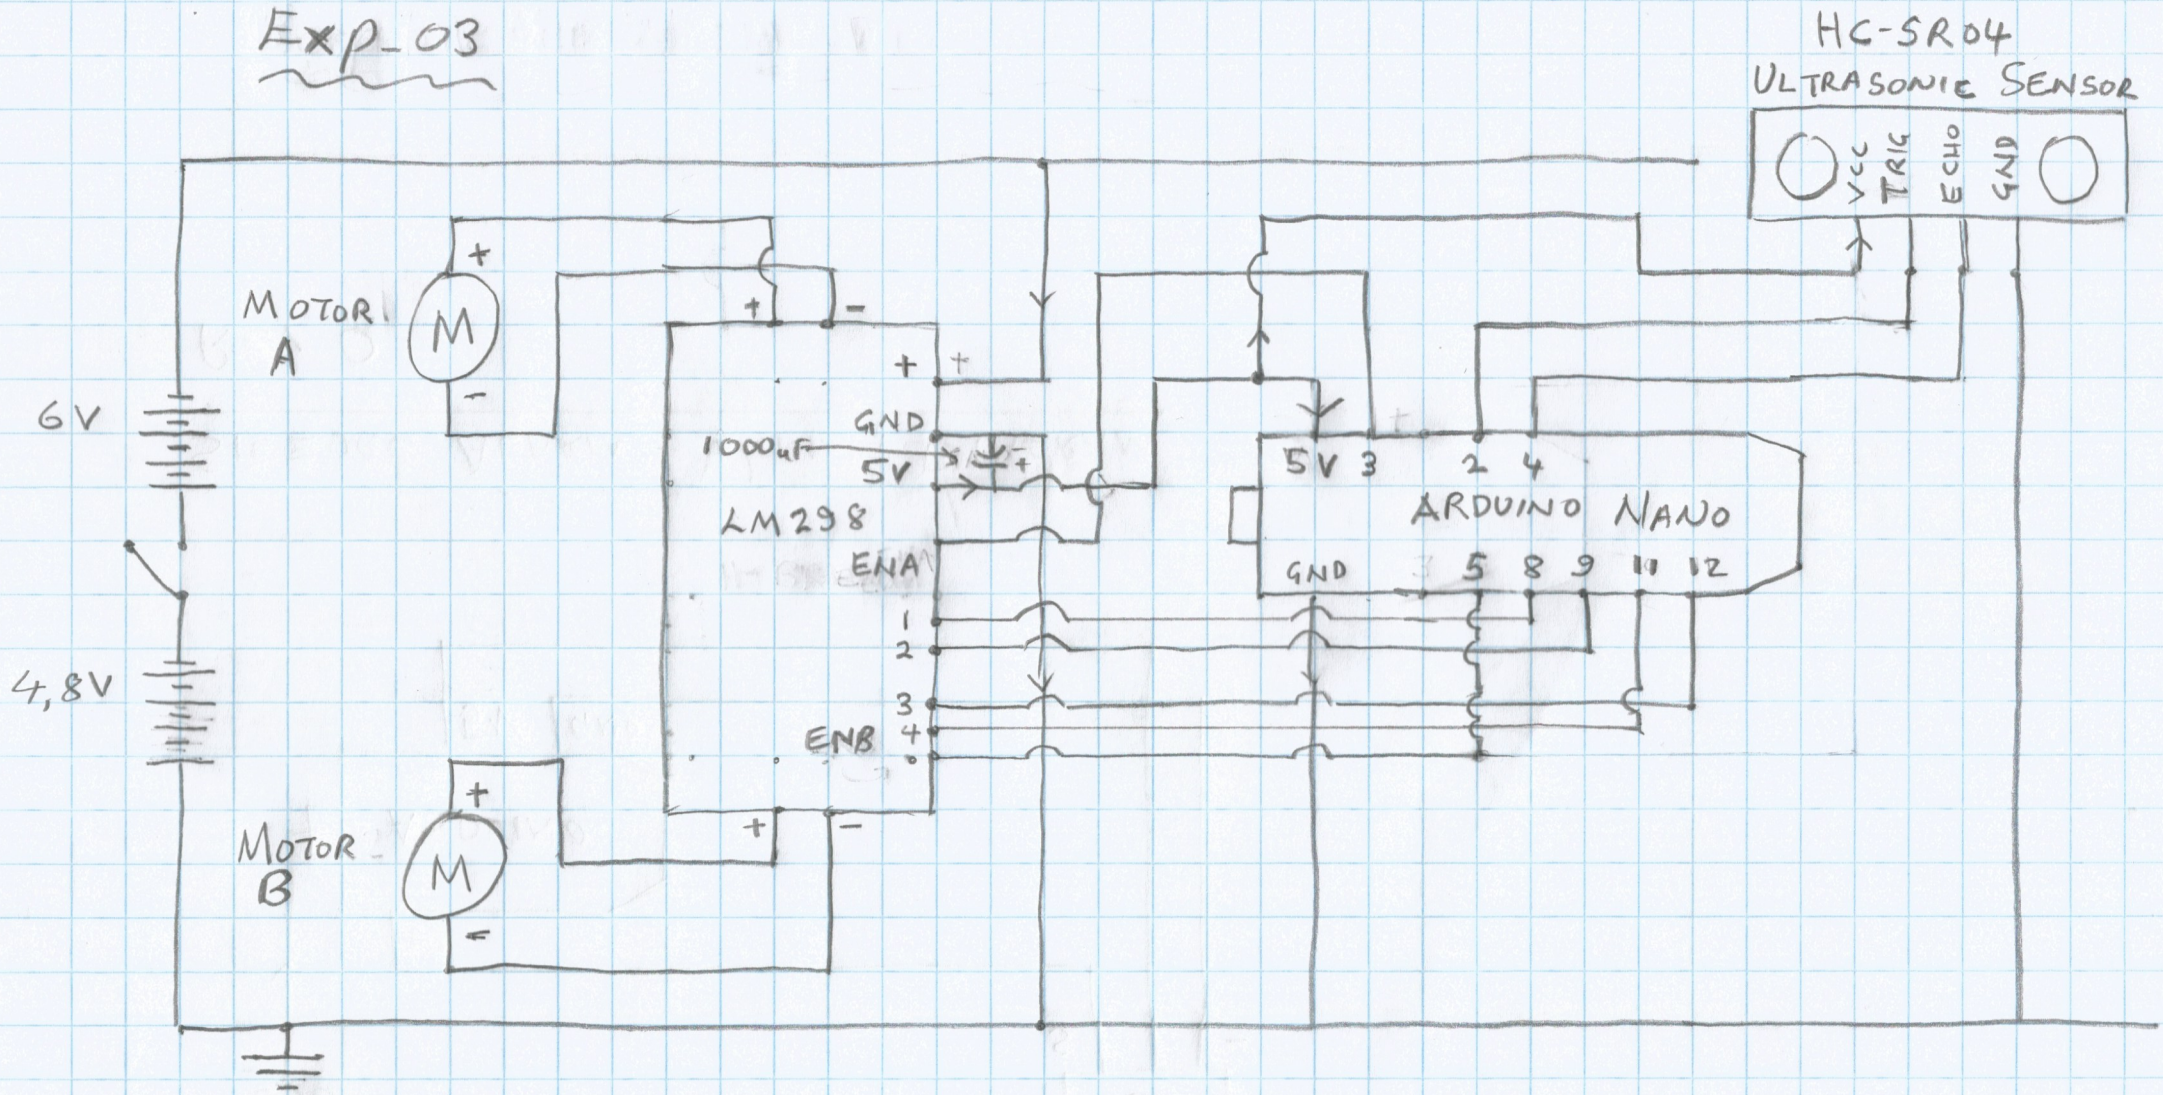 Exp_03
HC-SR04
ULTRASONIC SENSOR
VCC
TRIG
ECHO
GND
MOTOR
A
+
M
-
+
-
6V
+
+
GND
1000uF
-
+
5V
LM298
ENA
1
2
3
4
ENB
5V 3 2 4
ARDUINO NANO
GND 5 8 9 11 12
4,8V
MOTOR
B
+
M
-
+
-